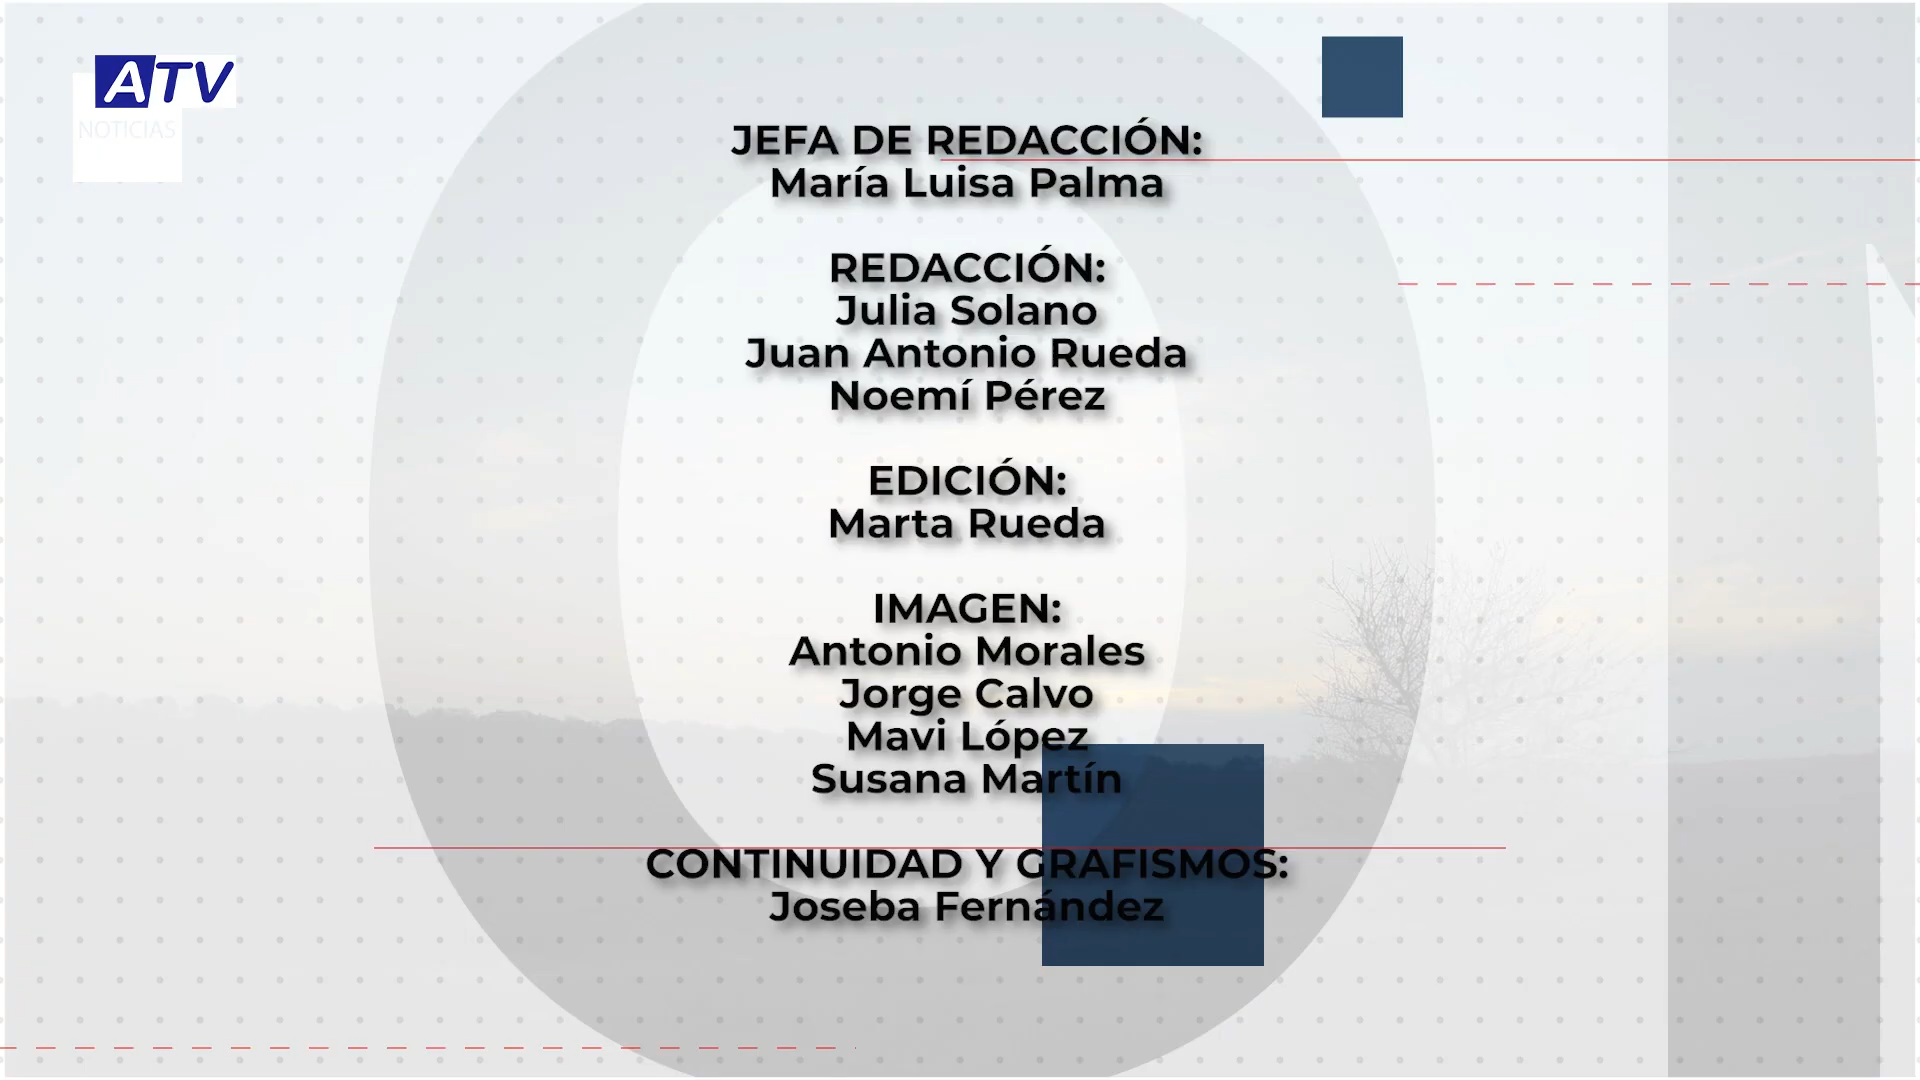 ATV
NOTICIAS
JEFA DE REDACCIÓN:
María Luisa Palma
REDACCIÓN:
Julia Solano
Juan Antonio Rueda
Noemí Pérez
EDICIÓN:
Marta Rueda
IMAGEN:
Antonio Morales
Jorge Calvo
Mavi López
Susana Martín
CONTINUIDAD Y GRAFISMOS:
Joseba Fernández